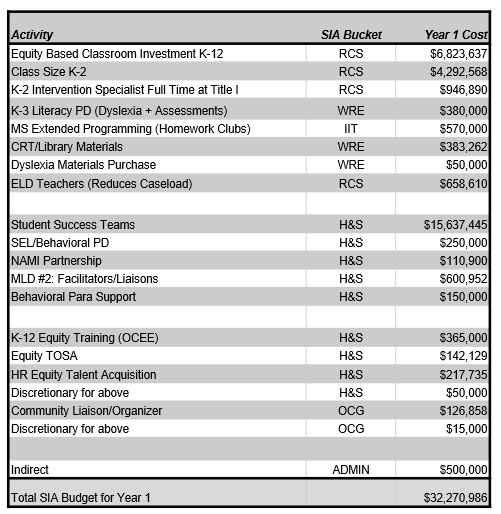 Activity SIA Bucket Year 1 Cost
Equity Based Classroom Investment K-12 RCS $6,823,637
Class Size K-2 RCS $4,292,568
K-2 Intervention Specialist Full Time at Title I RCS $946,890
K-3 Literacy PD (Dyslexia + Assessments) WRE $380,000
MS Extended Programming (Homework Clubs) IIT $570,000
CRT/Library Materials WRE $383,262
Dyslexia Materials Purchase WRE $50,000
ELD Teachers (Reduces Caseload) RCS $658,610
Student Success Teams H&S $15,637,445
SEL/Behavioral PD H&S $250,000
NAMI Partnership H&S $110,900
MLD #2: Facilitators/Liaisons H&S $600,952
Behavioral Para Support H&S $150,000
K-12 Equity Training (OCEE) H&S $365,000
Equity TOSA H&S $142,129
HR Equity Talent Acquisition H&S $217,735
Discretionary for above H&S $50,000
Community Liaison/Organizer OCG $126,858
Discretionary for above OCG $15,000
Indirect ADMIN $500,000
Total SIA Budget for Year 1 $32,270,986